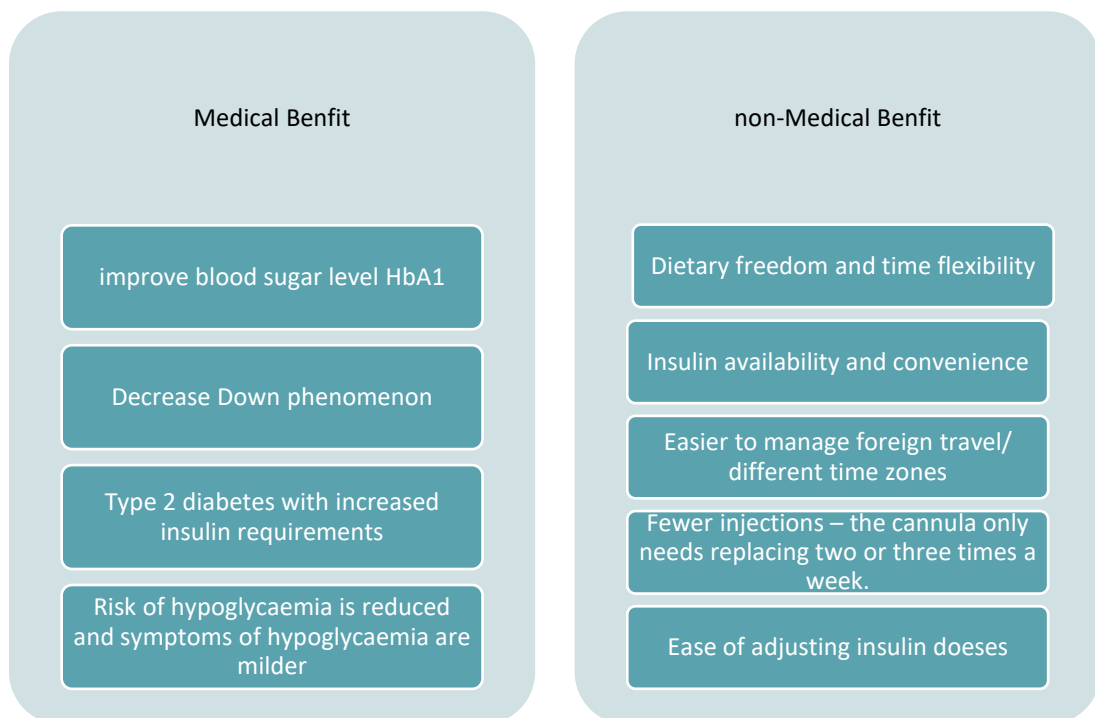 Medical Benfit
improve blood sugar level HbA1
Decrease Down phenomenon
Type 2 diabetes with increased
insulin requirements
Risk of hypoglycaemia is reduced
and symptoms of hypoglycaemia are
milder
non-Medical Benfit
Dietary freedom and time flexibility
Insulin availability and convenience
Easier to manage foreign travel/
different time zones
Fewer injections – the cannula only
needs replacing two or three times a
week.
Ease of adjusting insulin doeses